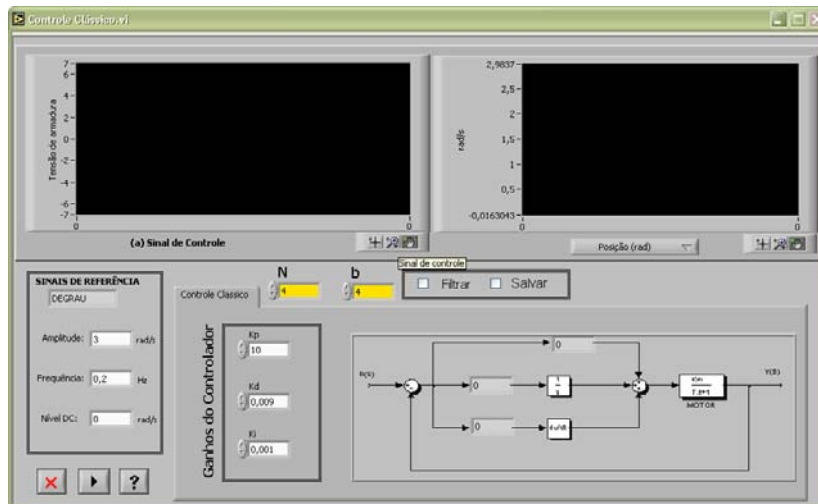 Controle Clássico.vi
Tensão de armadura
7
6
4
2
0
-2
-4
-6
-7
0
0
(a) Sinal de Controle
rad/s
2,9837
2,5
2
1,5
1
0,5
-0,0163043
0
0
Posição (rad)
Sinal de controle
SINAIS DE REFERÊNCIA
DEGRAU
Amplitude: 3 rad/s
Frequência: 0,2 Hz
Nível DC: 0 rad/s
?
Controle Classico
N
4
b
4
Filtrar
Salvar
Ganhos do Controlador
Kp
10
Kd
0,009
Ki
0,001
0
0
0
du/dt
MOTOR